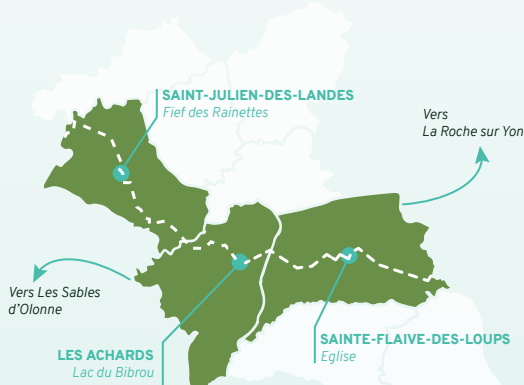 SAINT-JULIEN-DES-LANDES
Fief des Rainettes
Vers
La Roche sur Yon
Vers Les Sables
d'Olonne
SAINTE-FLAIVE-DES-LOUPS
Eglise
LES ACHARDS
Lac du Bibrou